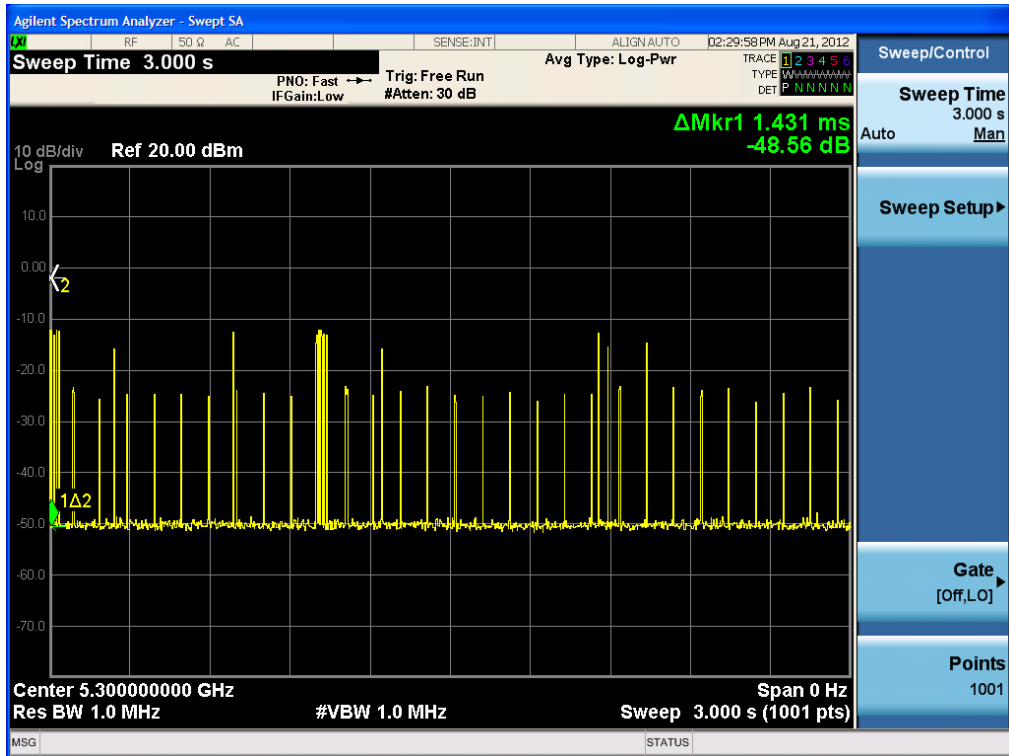 Agilent Spectrum Analyzer - Swept SA
LXI RF 50 Ω AC SENSE:INT ALIGN AUTO 02:29:58 PM Aug 21, 2012
Sweep Time 3.000 s
PNO: Fast
IFGain:Low
Trig: Free Run
#Atten: 30 dB
Avg Type: Log-Pwr
TRACE 1 2 3 4 5 6
TYPE
DET P N N N N N
ΔMkr1 1.431 ms
-48.56 dB
10 dB/div Ref 20.00 dBm
Log
10.0
0.00
2
-10.0
-20.0
-30.0
-40.0
1Δ2
-50.0
-60.0
-70.0
Center 5.300000000 GHz Span 0 Hz
Res BW 1.0 MHz #VBW 1.0 MHz Sweep 3.000 s (1001 pts)
MSG STATUS
Sweep/Control
Sweep Time
3.000 s
Auto Man
Sweep Setup
Gate
[Off,LO]
Points
1001